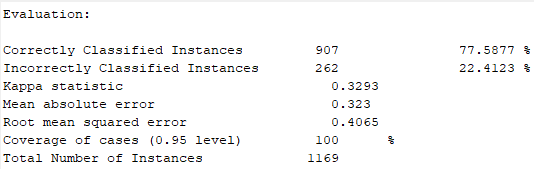 Evaluation:
Correctly Classified Instances 907 77.5877 %
Incorrectly Classified Instances 262 22.4123 %
Kappa statistic 0.3293
Mean absolute error 0.323
Root mean squared error 0.4065
Coverage of cases (0.95 level) 100 %
Total Number of Instances 1169